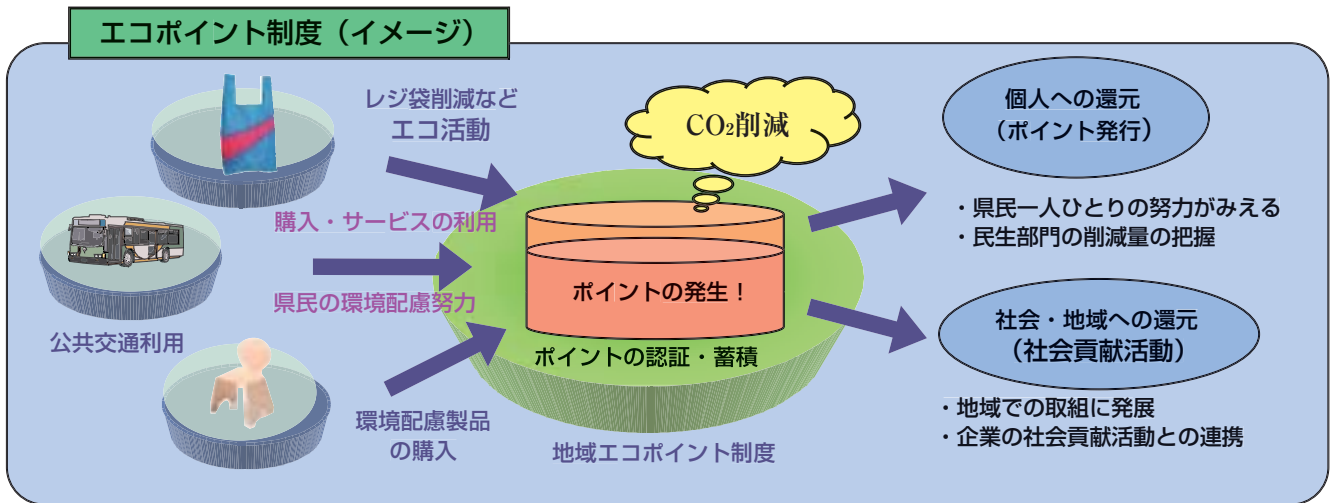 エコポイント制度（イメージ）
レジ袋削減など
エコ活動
購入・サービスの利用
県民の環境配慮努力
公共交通利用
環境配慮製品
の購入
CO₂削減
ポイントの発生！
ポイントの認証・蓄積
地域エコポイント制度
個人への還元
（ポイント発行）
・県民一人ひとりの努力がみえる
・民生部門の削減量の把握
社会・地域への還元
（社会貢献活動）
・地域での取組に発展
・企業の社会貢献活動との連携